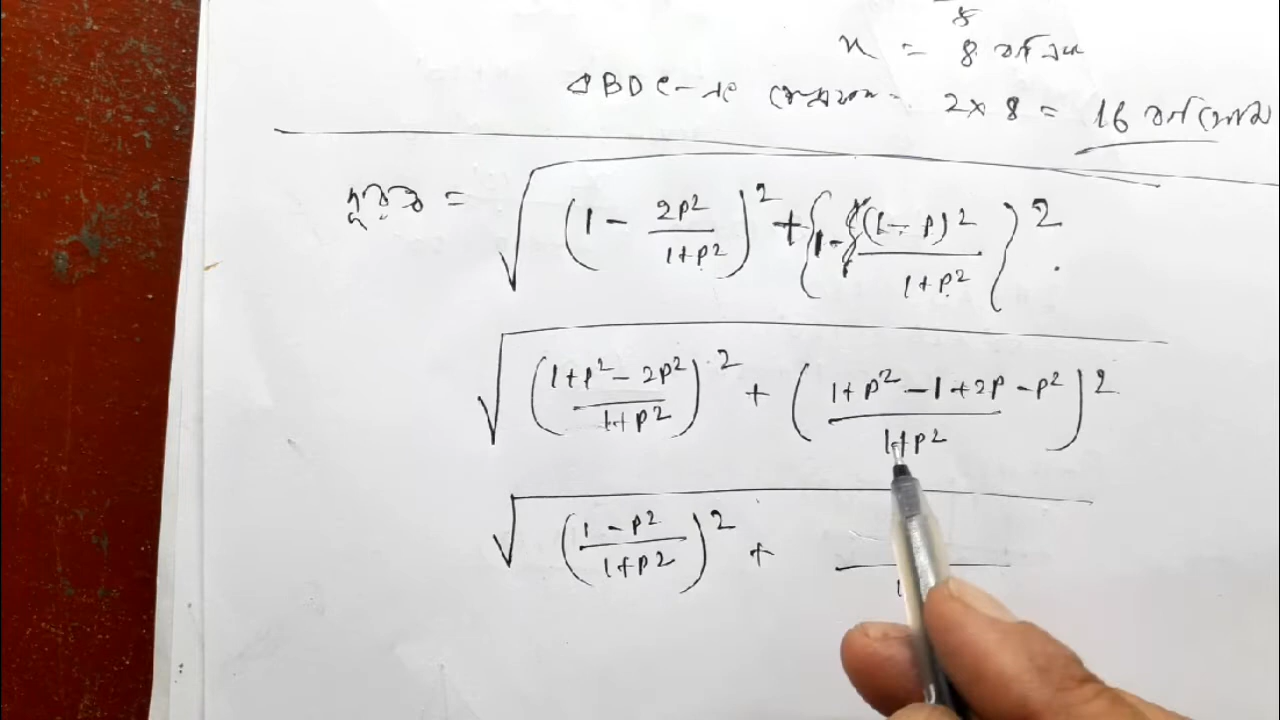 8
x = 8 বর্গ একক
△BDC-এর ক্ষেত্রফল = 2 × 8 = 16 বর্গ
দূরত্ব = √((1 - 2p²/(1+p²))² + {1 - (1-p)²/(1+p²)}²)
√(((1+p²-2p²)/(1+p²))² + ((1+p²-1+2p-p²)/(1+p²))²)
√(((1-p²)/(1+p²))² +